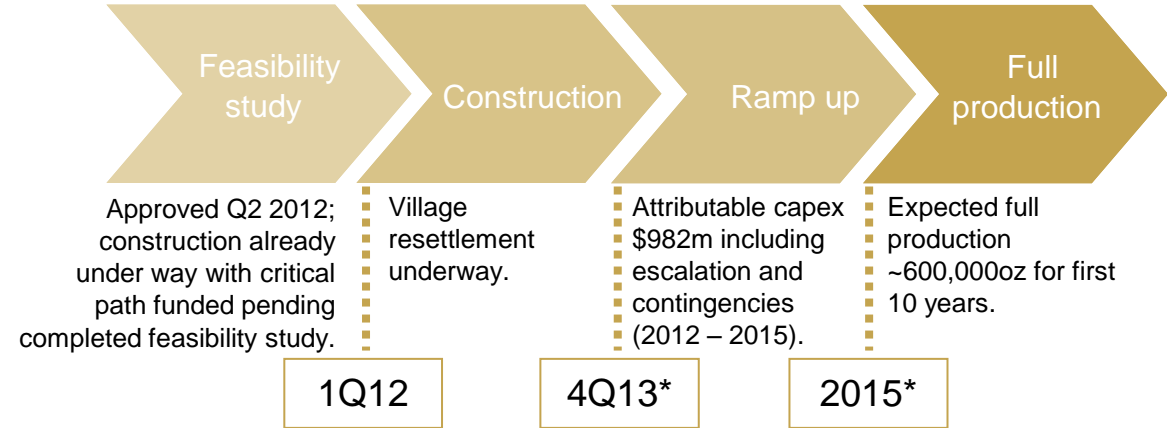 Feasibility
study
Construction
Ramp up
Full
production
Approved Q2 2012;
construction already
under way with critical
path funded pending
completed feasibility study.
Village
resettlement
underway.
Attributable capex
$982m including
escalation and
contingencies
(2012 – 2015).
Expected full
production
~600,000oz for first
10 years.
1Q12
4Q13*
2015*